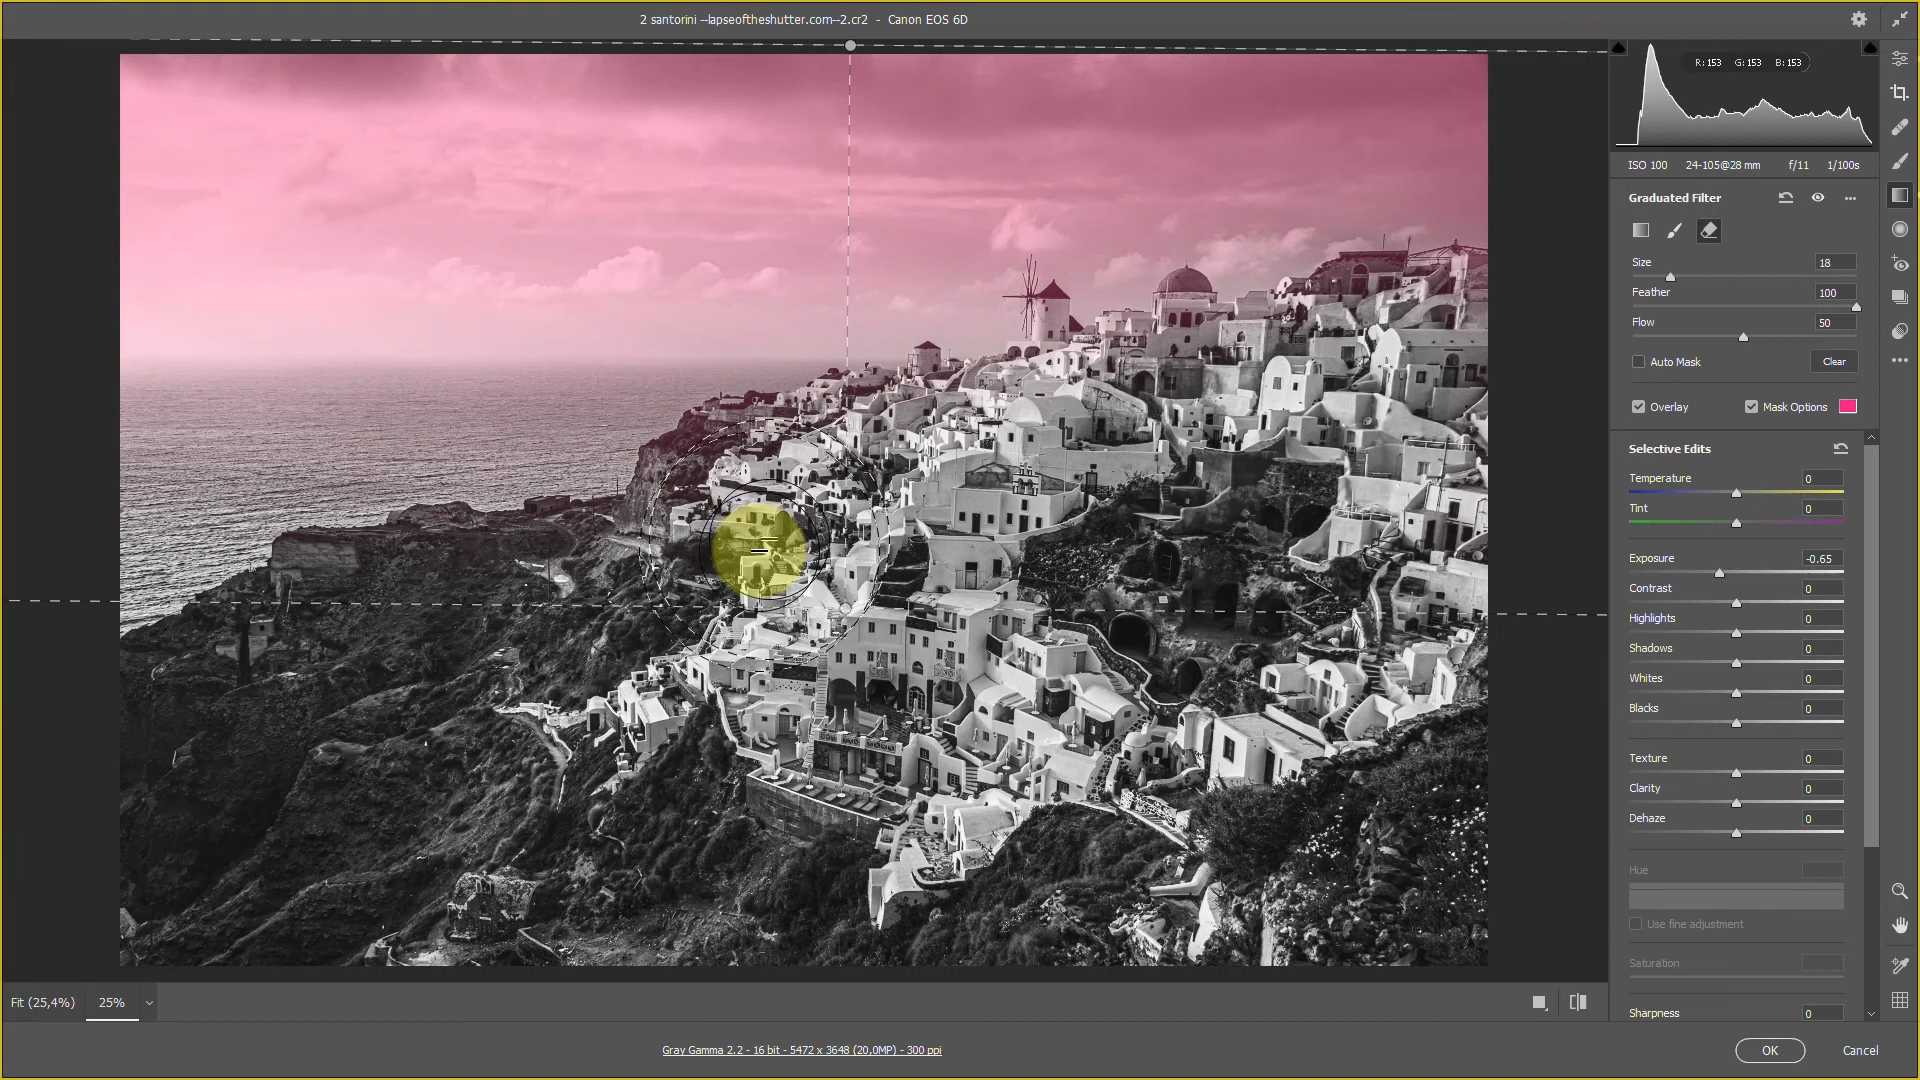 2 santorini --lapseoftheshutter.com--2.cr2 - Canon EOS 6D
R: 153 G: 153 B: 153
ISO 100 24-105@28 mm f/11 1/100s
Graduated Filter
Size 18
Feather 100
Flow 50
Auto Mask Clear
Overlay Mask Options
Selective Edits
Temperature 0
Tint 0
Exposure -0.65
Contrast 0
Highlights 0
Shadows 0
Whites 0
Blacks 0
Texture 0
Clarity 0
Dehaze 0
Hue
Use fine adjustment
Saturation
Sharpness 0
Fit (25,4%) 25%
Gray Gamma 2.2 - 16 bit - 5472 x 3648 (20,0MP) - 300 ppi
OK Cancel